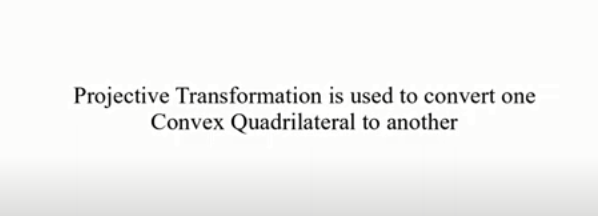 Projective Transformation is used to convert one
Convex Quadrilateral to another